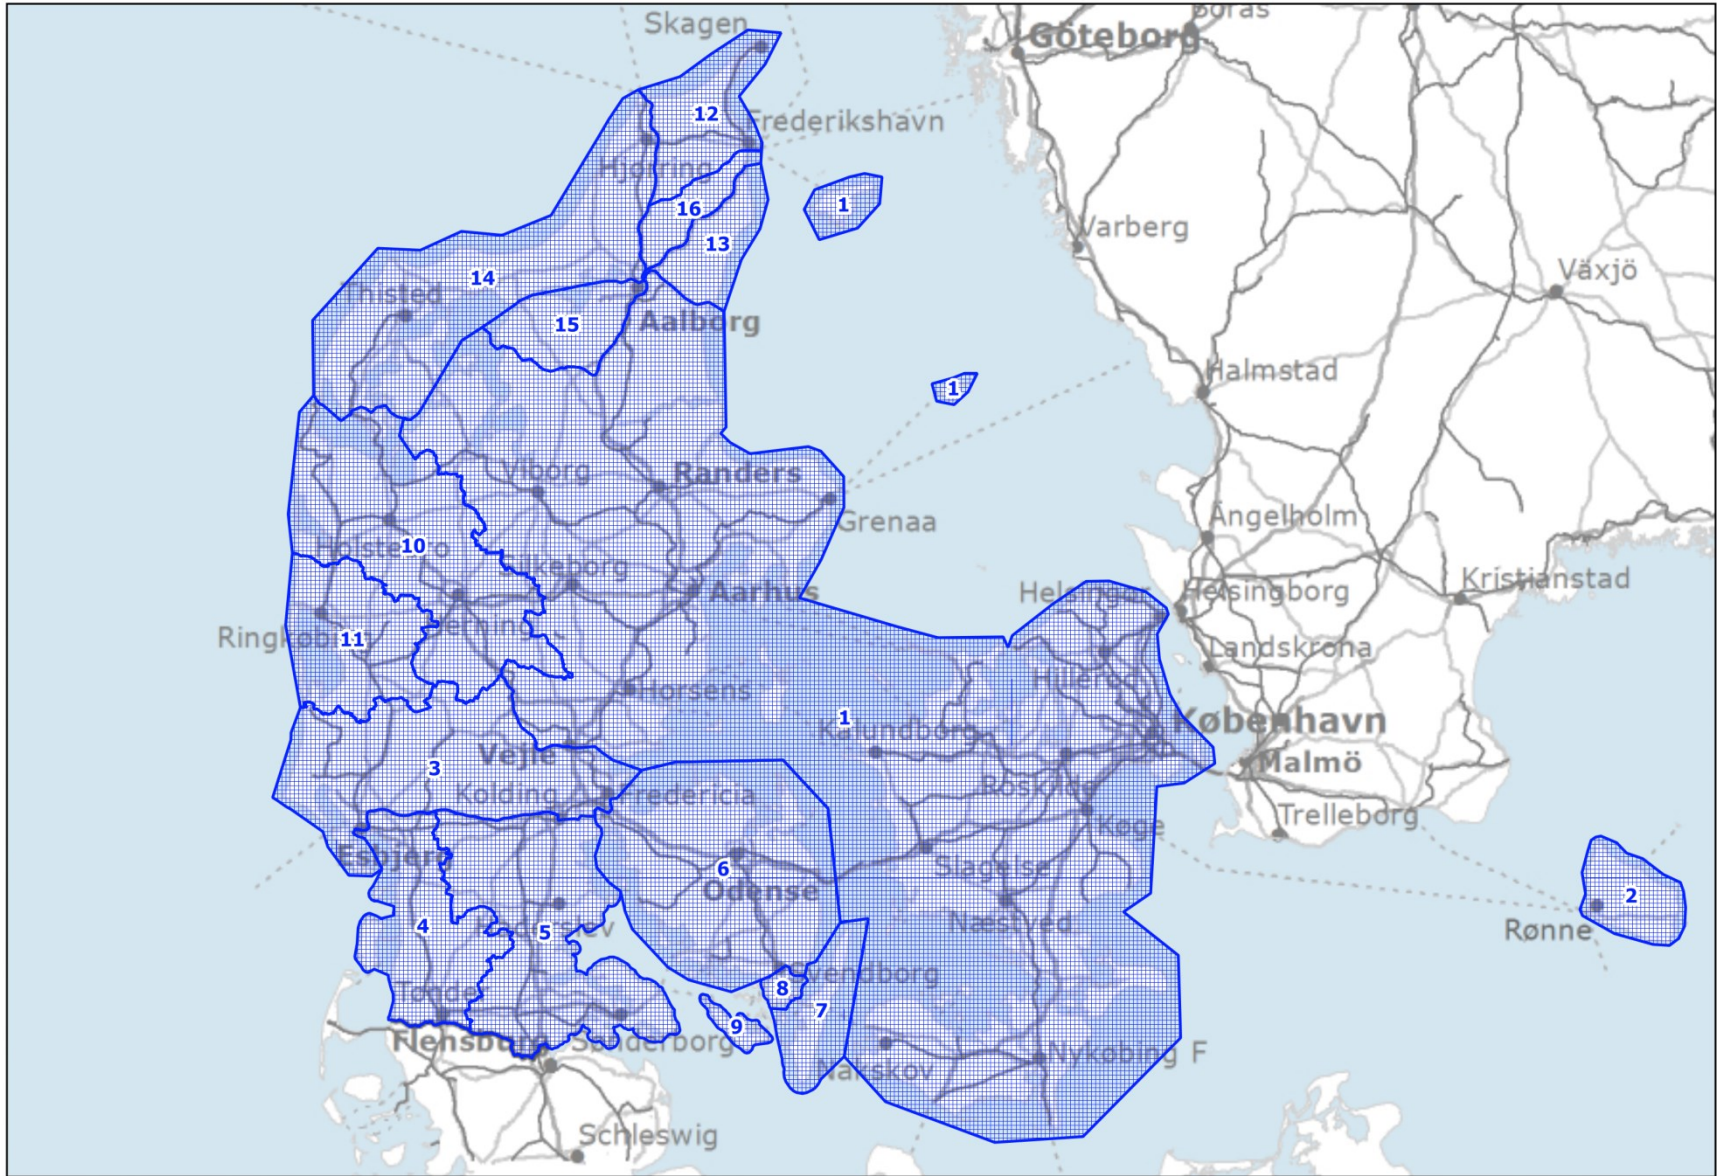 Skagen
Borås
Göteborg
12
Frederikshavn
Hjørring
16
1
13
Varberg
14
Växjö
Thisted
15
Aalborg
Halmstad
1
Viborg
Randers
Grenaa
Ängelholm
Holstebro
10
Silkeborg
Kristianstad
Aarhus
Helsingør
Helsingborg
Herning
Ringkøbing
11
Landskrona
Hillerød
Horsens
1
København
Kalundborg
Vejle
Malmö
3
Roskilde
Kolding
Fredericia
Trelleborg
Køge
Esbjerg
Slagelse
6
Odense
2
Næstved
4
Haderslev
5
Rønne
Svendborg
8
Tønder
7
9
Flensburg
Sønderborg
Nykøbing F
Nakskov
Schleswig